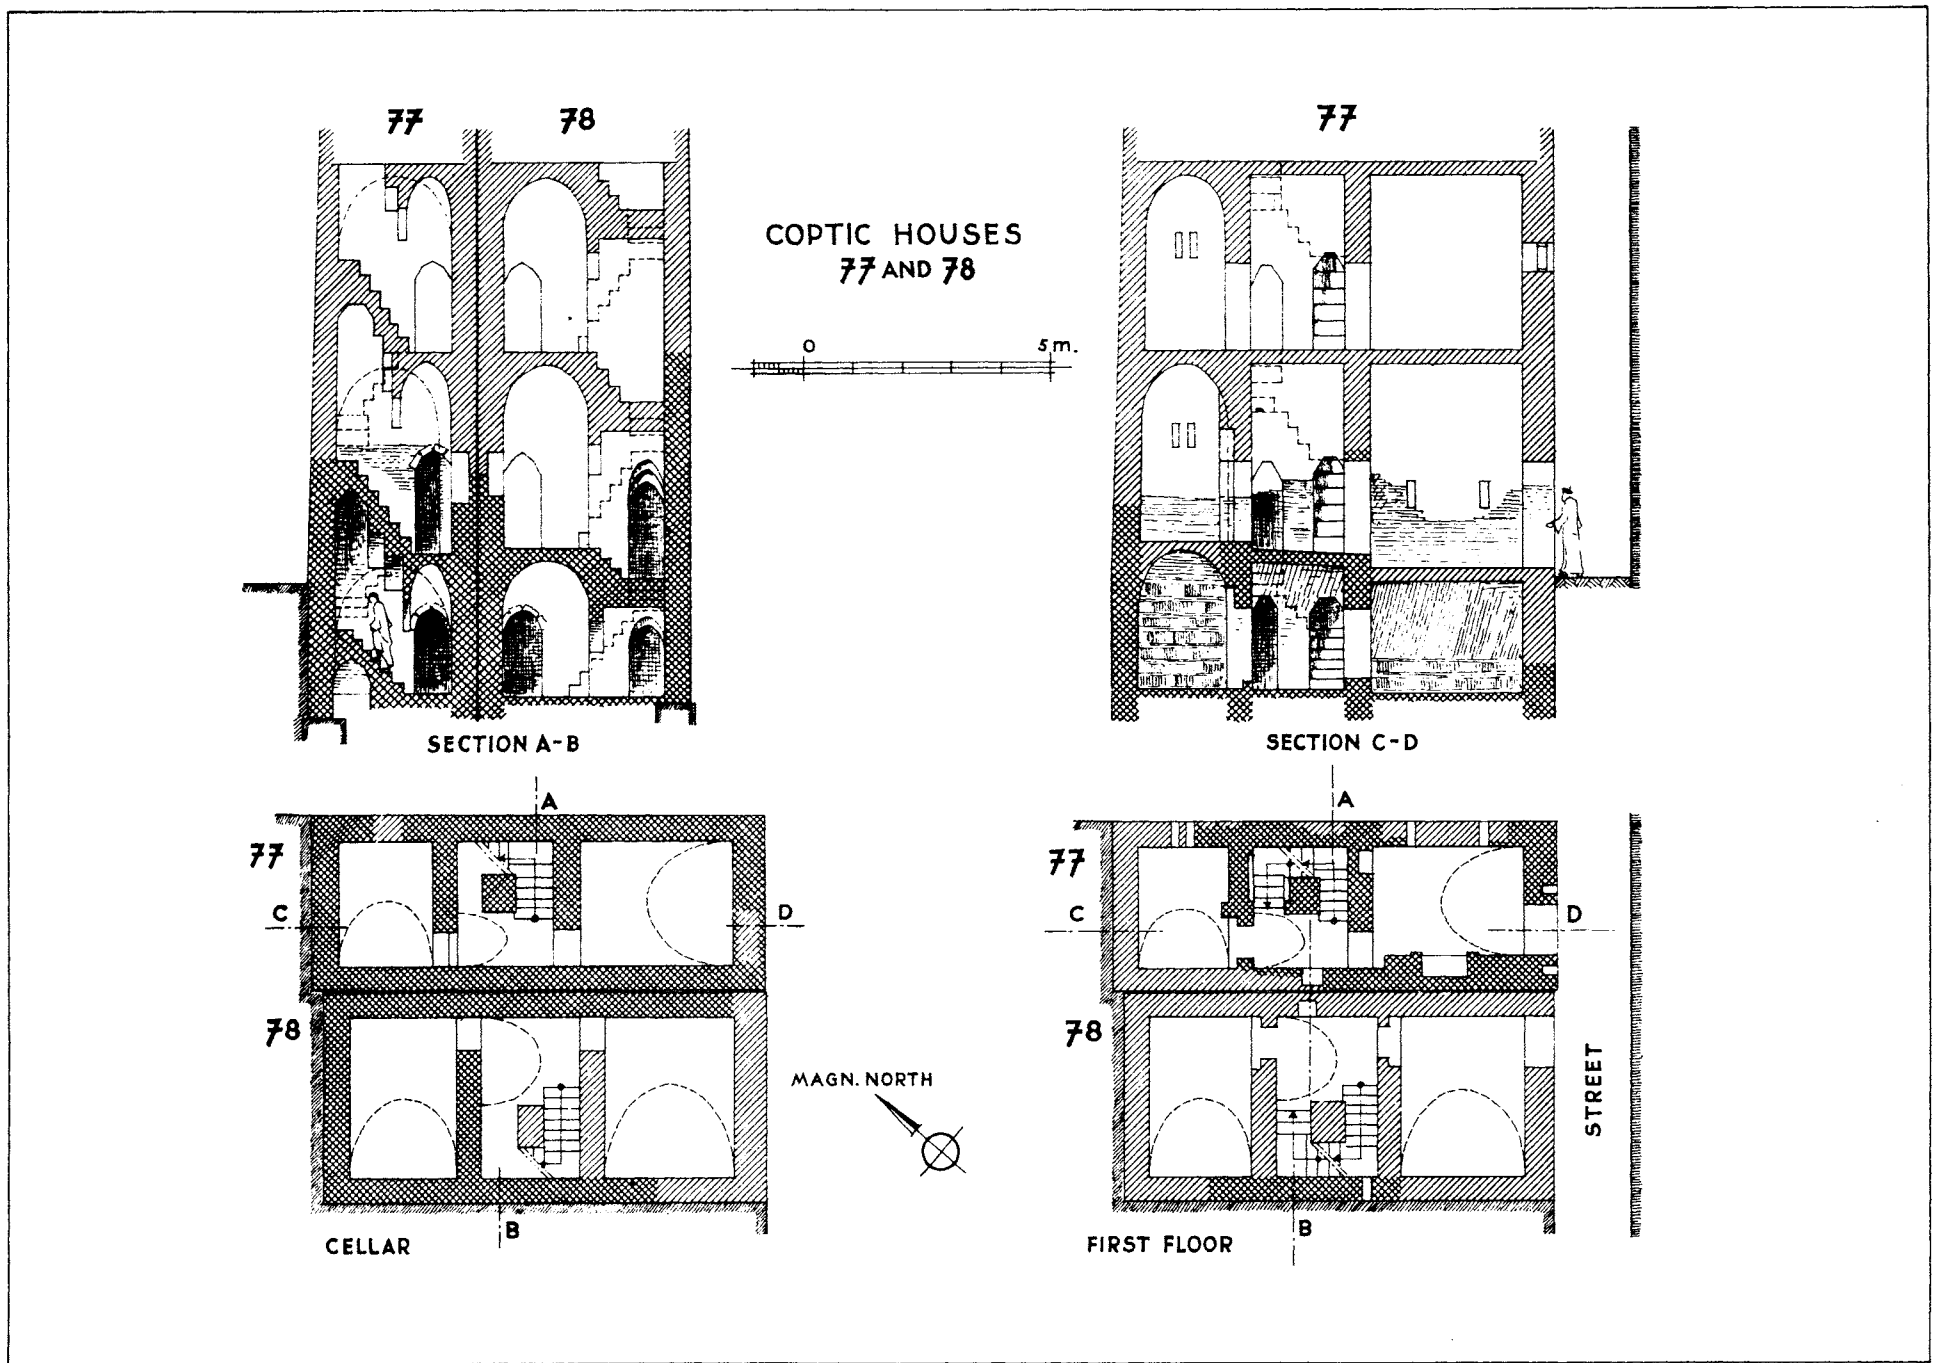 77
78
77
COPTIC HOUSES
77 AND 78
0
5 m.
SECTION A-B
SECTION C-D
A
77
C
D
78
B
CELLAR
MAGN. NORTH
A
77
C
D
78
STREET
B
FIRST FLOOR